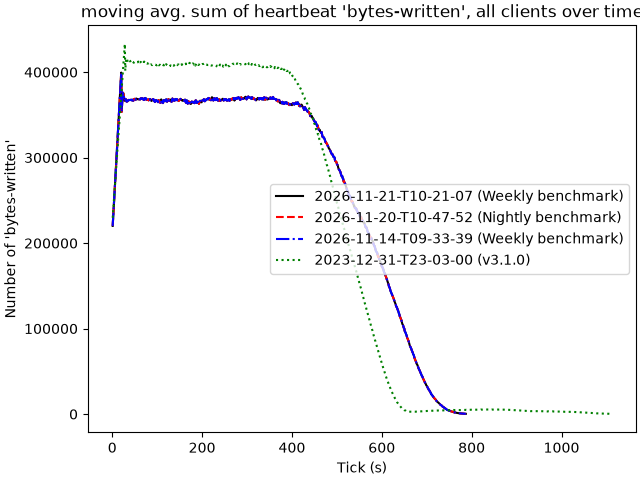 moving avg. sum of heartbeat 'bytes-written', all clients over time
Number of 'bytes-written'
400000
300000
200000
100000
0
2026-11-21-T10-21-07 (Weekly benchmark)
2026-11-20-T10-47-52 (Nightly benchmark)
2026-11-14-T09-33-39 (Weekly benchmark)
2023-12-31-T23-03-00 (v3.1.0)
0 200 400 600 800 1000
Tick (s)